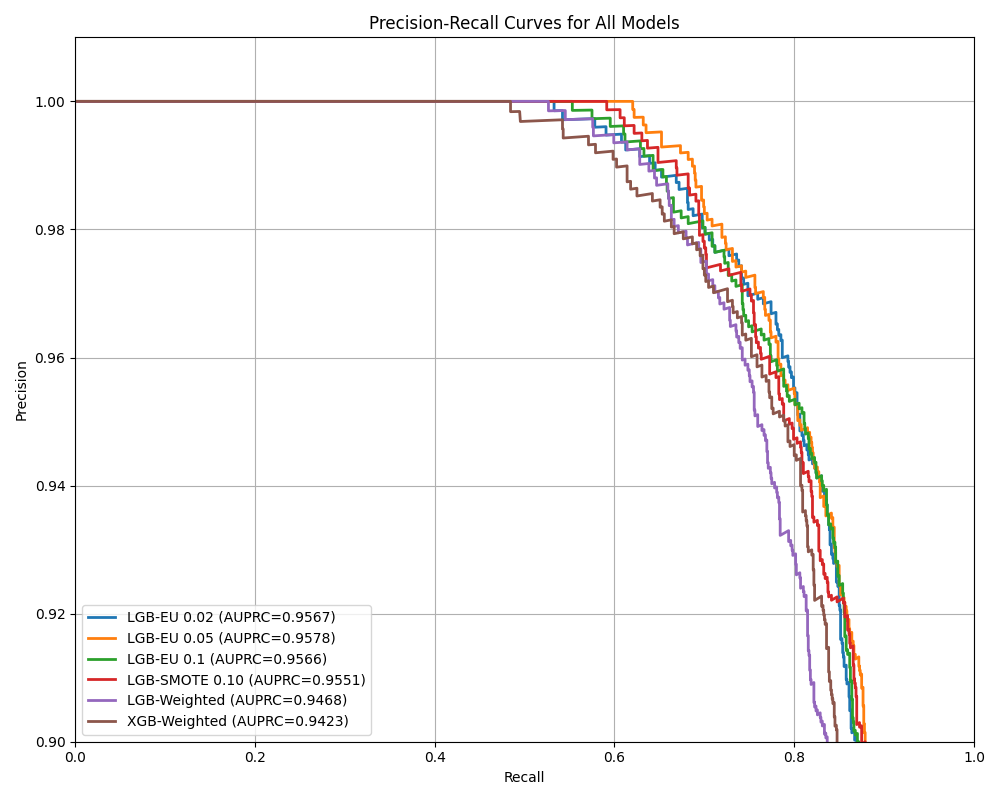 Precision-Recall Curves for All Models
Precision
1.00
0.98
0.96
0.94
0.92
0.90
LGB-EU 0.02 (AUPRC=0.9567)
LGB-EU 0.05 (AUPRC=0.9578)
LGB-EU 0.1 (AUPRC=0.9566)
LGB-SMOTE 0.10 (AUPRC=0.9551)
LGB-Weighted (AUPRC=0.9468)
XGB-Weighted (AUPRC=0.9423)
0.0 0.2 0.4 0.6 0.8 1.0
Recall